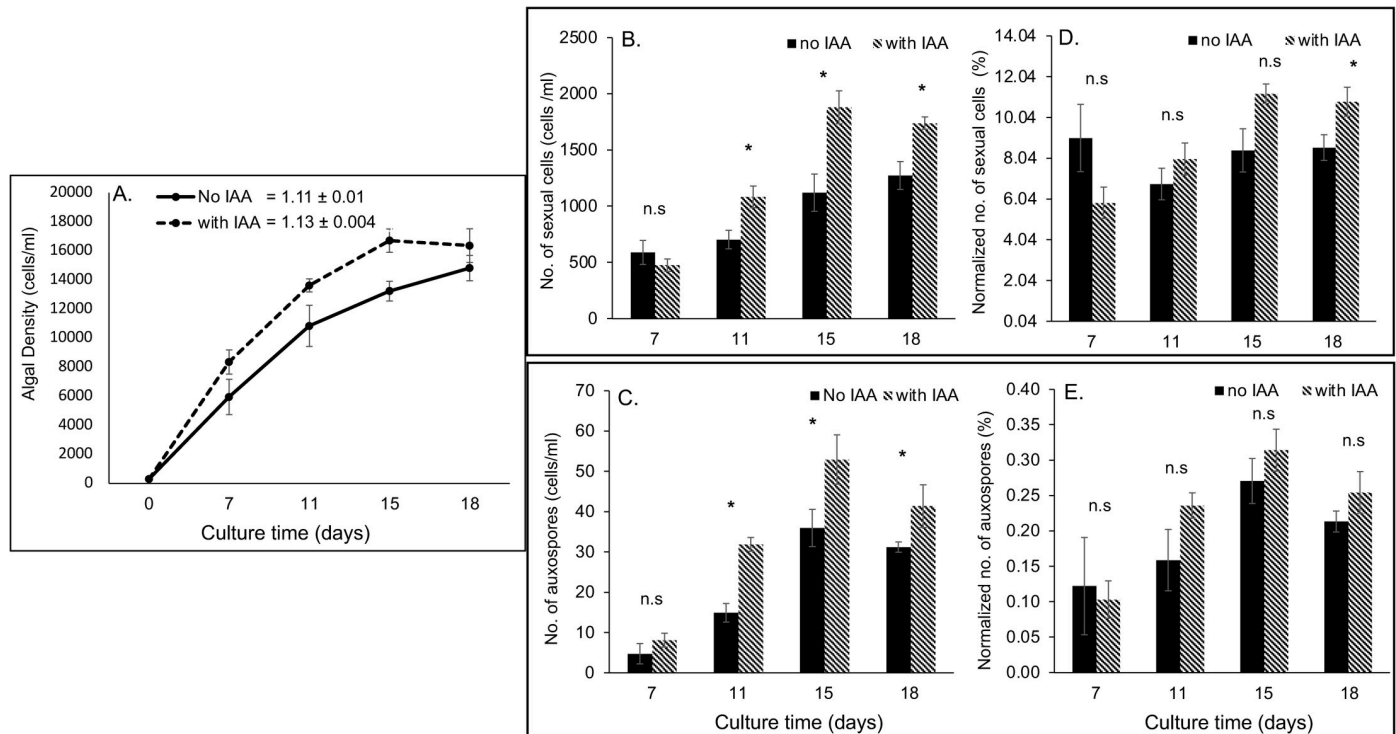 A.
No IAA = 1.11 ± 0.01
with IAA = 1.13 ± 0.004
Algal Density (cells/ml)
20000
18000
16000
14000
12000
10000
8000
6000
4000
2000
0
0 7 11 15 18
Culture time (days)
B.
no IAA with IAA
No. of sexual cells (cells /ml)
2500
2000
1500
1000
500
0
n.s * * *
7 11 15 18
D.
no IAA with IAA
Normalized no. of sexual cells (%)
14.04
12.04
10.04
8.04
6.04
4.04
2.04
0.04
n.s n.s n.s *
7 11 15 18
C.
No IAA with IAA
No. of auxospores (cells/ml)
70
60
50
40
30
20
10
0
n.s * * *
7 11 15 18
Culture time (days)
E.
no IAA with IAA
Normalized no. of auxospores (%)
0.40
0.35
0.30
0.25
0.20
0.15
0.10
0.05
0.00
n.s n.s n.s n.s
7 11 15 18
Culture time (days)